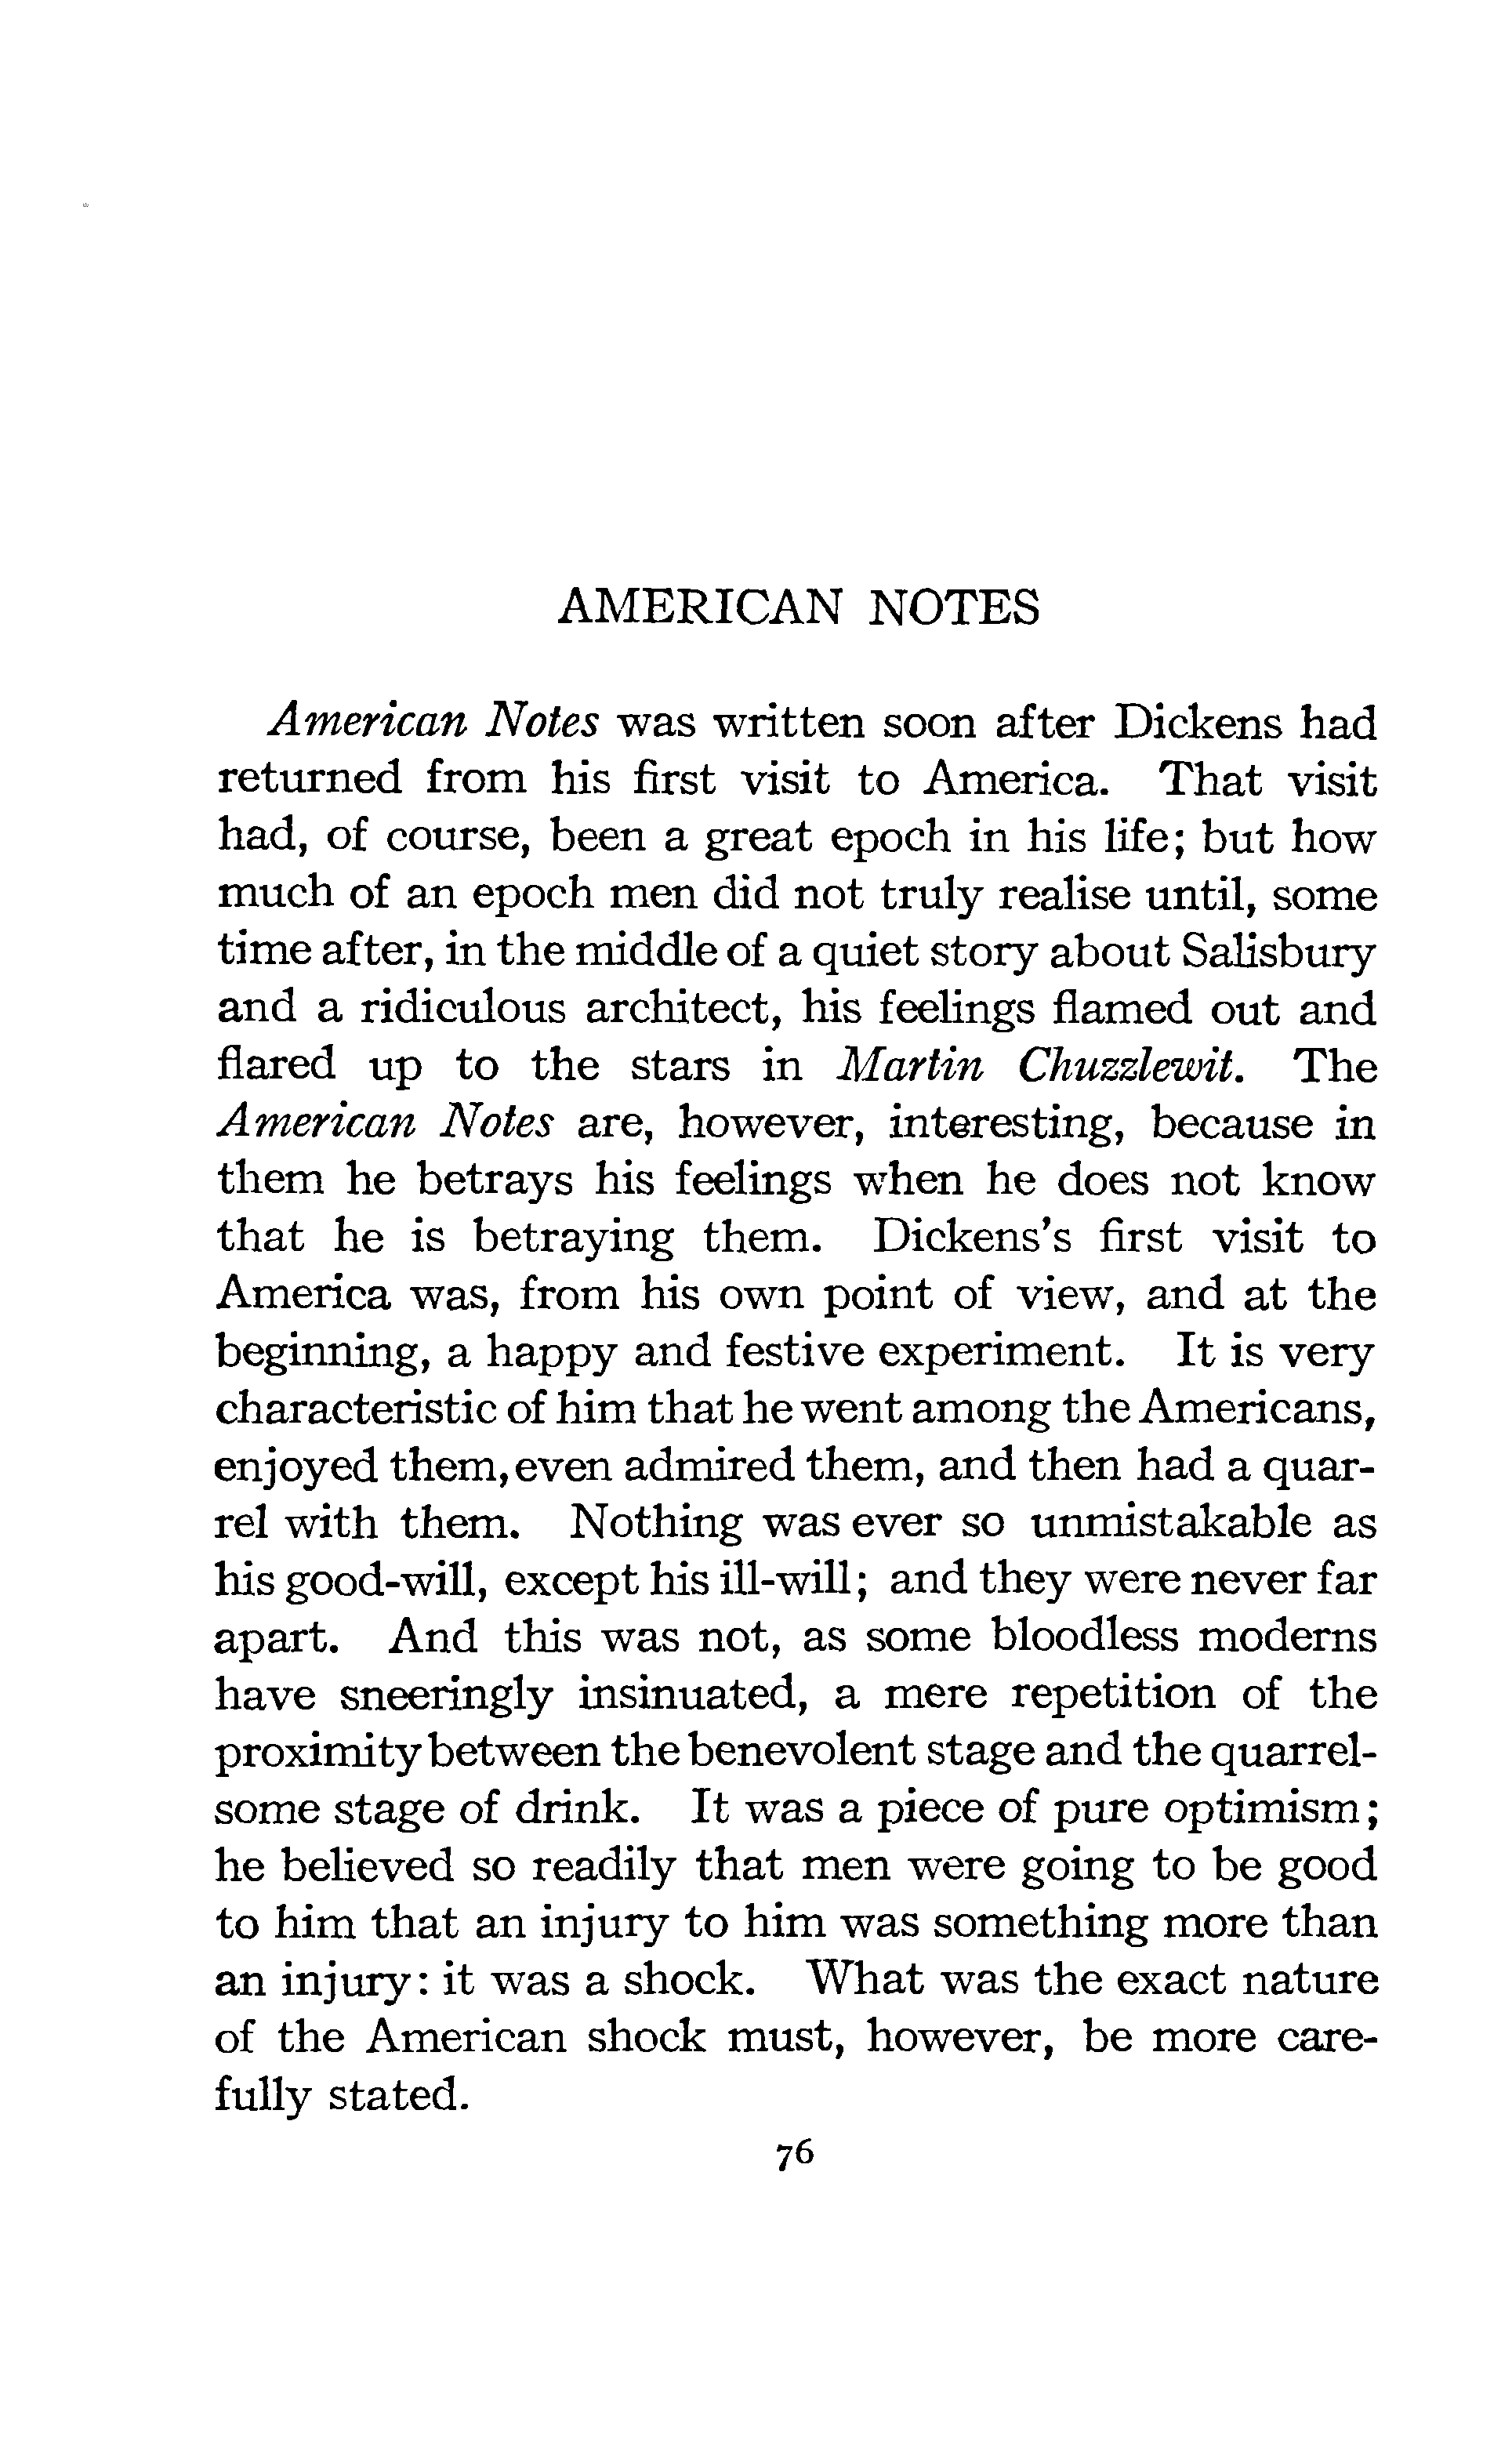 AMERICAN NOTES
American Notes was written soon after Dickens had
returned from his first visit to America. That visit
had, of course, been a great epoch in his life; but how
much of an epoch men did not truly realise until, some
time after, in the middle of a quiet story about Salisbury
and a ridiculous architect, his feelings flamed out and
flared up to the stars in Martin Chuzzlewit. The
American Notes are, however, interesting, because in
them he betrays his feelings when he does not know
that he is betraying them. Dickens's first visit to
America was, from his own point of view, and at the
beginning, a happy and festive experiment. It is very
characteristic of him that he went among the Americans,
enjoyed them, even admired them, and then had a quar-
rel with them. Nothing was ever so unmistakable as
his good-will, except his ill-will; and they were never far
apart. And this was not, as some bloodless moderns
have sneeringly insinuated, a mere repetition of the
proximity between the benevolent stage and the quarrel-
some stage of drink. It was a piece of pure optimism;
he believed so readily that men were going to be good
to him that an injury to him was something more than
an injury: it was a shock. What was the exact nature
of the American shock must, however, be more care-
fully stated.
76